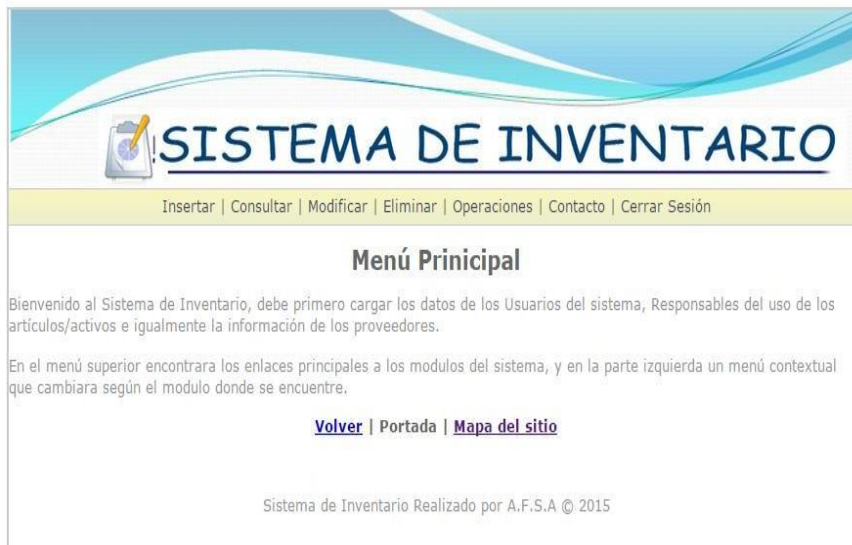 SISTEMA DE INVENTARIO
Insertar | Consultar | Modificar | Eliminar | Operaciones | Contacto | Cerrar Sesión
Menú Prinicipal
Bienvenido al Sistema de Inventario, debe primero cargar los datos de los Usuarios del sistema, Responsables del uso de los
artículos/activos e igualmente la información de los proveedores.
En el menú superior encontrara los enlaces principales a los modulos del sistema, y en la parte izquierda un menú contextual
que cambiara según el modulo donde se encuentre.
Volver | Portada | Mapa del sitio
Sistema de Inventario Realizado por A.F.S.A © 2015